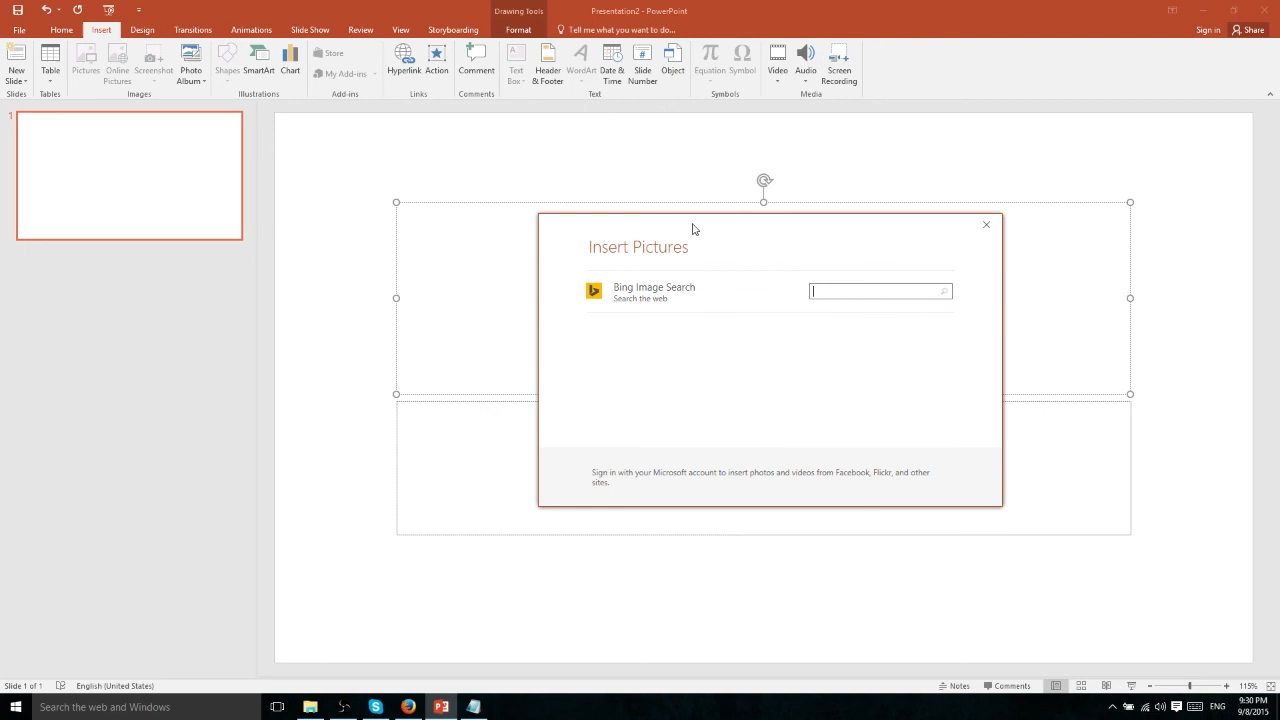 Drawing Tools
Presentation2 - PowerPoint
File Home Insert Design Transitions Animations Slide Show Review View Storyboarding Format Tell me what you want to do... Sign in Share
New Slide
Table
Pictures
Online Pictures
Screenshot
Photo Album
Shapes
SmartArt
Chart
Store
My Add-ins
Hyperlink
Action
Comment
Text Box
Header & Footer
WordArt
Date & Time
Slide Number
Object
Equation
Symbol
Video
Audio
Screen Recording
Slides Tables Images Illustrations Add-ins Links Comments Text Symbols Media
1
Insert Pictures
Bing Image Search
Search the web
Sign in with your Microsoft account to insert photos and videos from Facebook, Flickr, and other
sites.
Slide 1 of 1 English (United States) Notes Comments 115%
Search the web and Windows
ENG
9:30 PM
9/8/2015